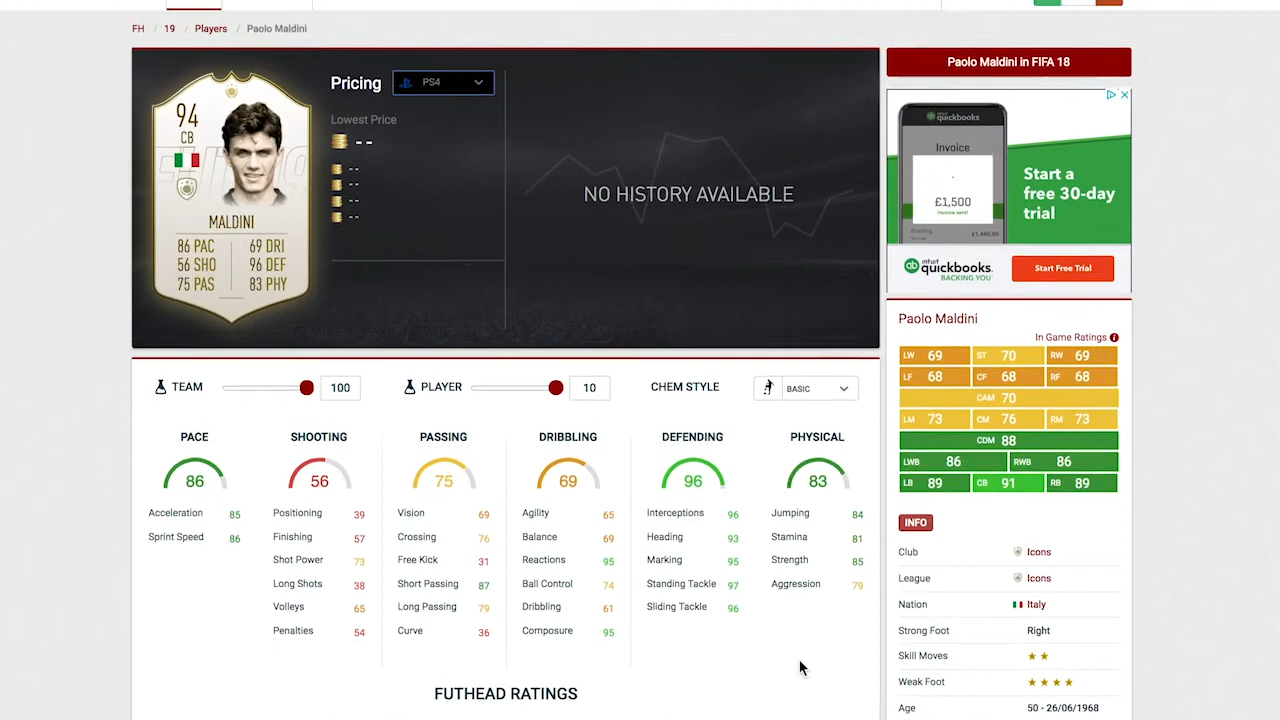 FH / 19 / Players / Paolo Maldini
94
CB
MALDINI
86 PAC 69 DRI
56 SHO 96 DEF
75 PAS 83 PHY
Pricing PS4
Lowest Price
--
--
--
--
--
NO HISTORY AVAILABLE
TEAM 100 PLAYER 10 CHEM STYLE BASIC
PACE
86
Acceleration 85
Sprint Speed 86
SHOOTING
56
Positioning 39
Finishing 57
Shot Power 73
Long Shots 38
Volleys 65
Penalties 54
PASSING
75
Vision 69
Crossing 76
Free Kick 31
Short Passing 87
Long Passing 79
Curve 36
DRIBBLING
69
Agility 65
Balance 69
Reactions 95
Ball Control 74
Dribbling 61
Composure 95
DEFENDING
96
Interceptions 96
Heading 93
Marking 95
Standing Tackle 97
Sliding Tackle 96
PHYSICAL
83
Jumping 84
Stamina 81
Strength 85
Aggression 79
FUTHEAD RATINGS
Paolo Maldini in FIFA 18
quickbooks
Invoice
£1,500
Invoice sent!
£1,440.00
Start a
free 30-day
trial
intuit
quickbooks.
BACKING YOU
Start Free Trial
Paolo Maldini
In Game Ratings
LW 69 ST 70 RW 69
LF 68 CF 68 RF 68
CAM 70
LM 73 CM 76 RM 73
CDM 88
LWB 86 RWB 86
LB 89 CB 91 RB 89
INFO
Club Icons
League Icons
Nation Italy
Strong Foot Right
Skill Moves
Weak Foot
Age 50 - 26/06/1968